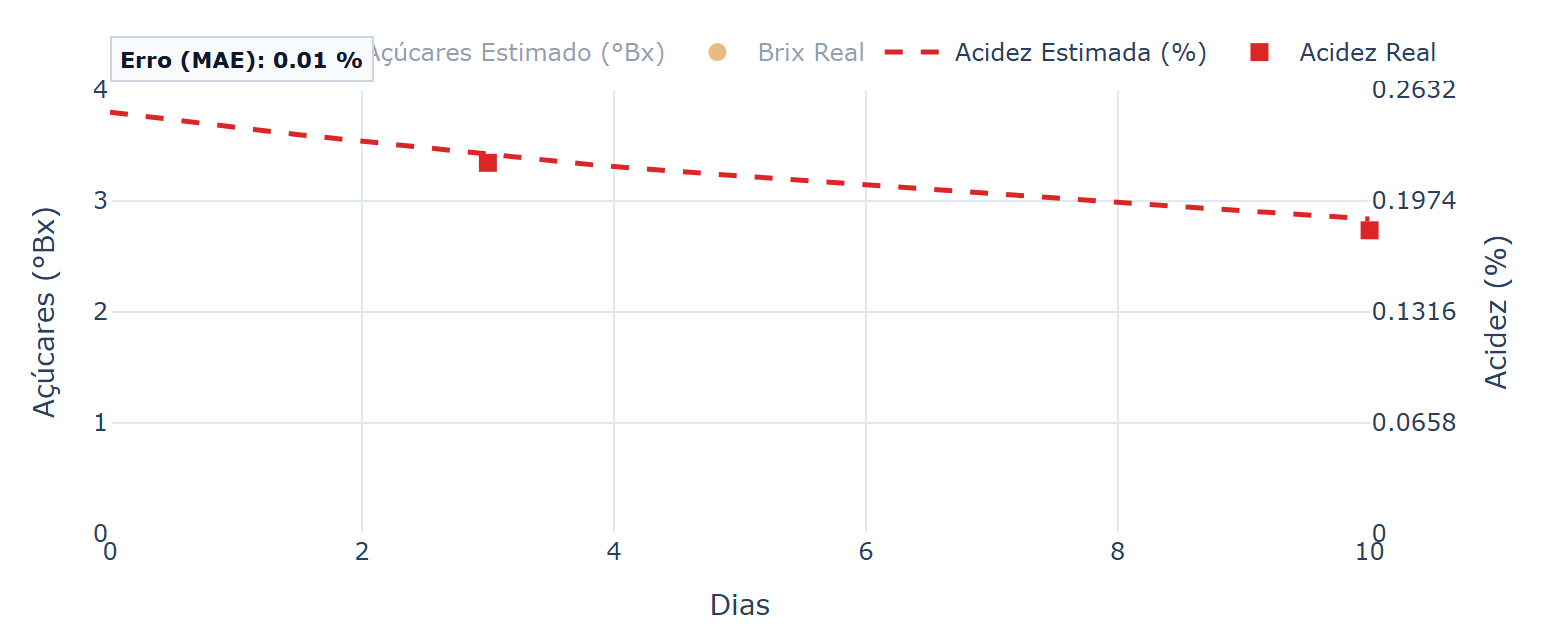 Erro (MAE): 0.01 %
Açúcares Estimado (°Bx)
Brix Real
Acidez Estimada (%)
Acidez Real
4
3
2
1
0
Açúcares (°Bx)
0.2632
0.1974
0.1316
0.0658
0
Acidez (%)
0
2
4
6
8
10
Dias